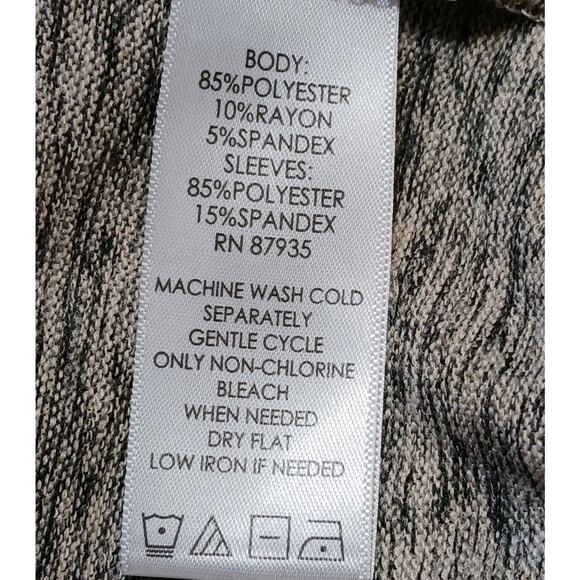 BODY:
85%POLYESTER
10%RAYON
5%SPANDEX
SLEEVES:
85%POLYESTER
15%SPANDEX
RN 87935
MACHINE WASH COLD
SEPARATELY
GENTLE CYCLE
ONLY NON-CHLORINE
BLEACH
WHEN NEEDED
DRY FLAT
LOW IRON IF NEEDED